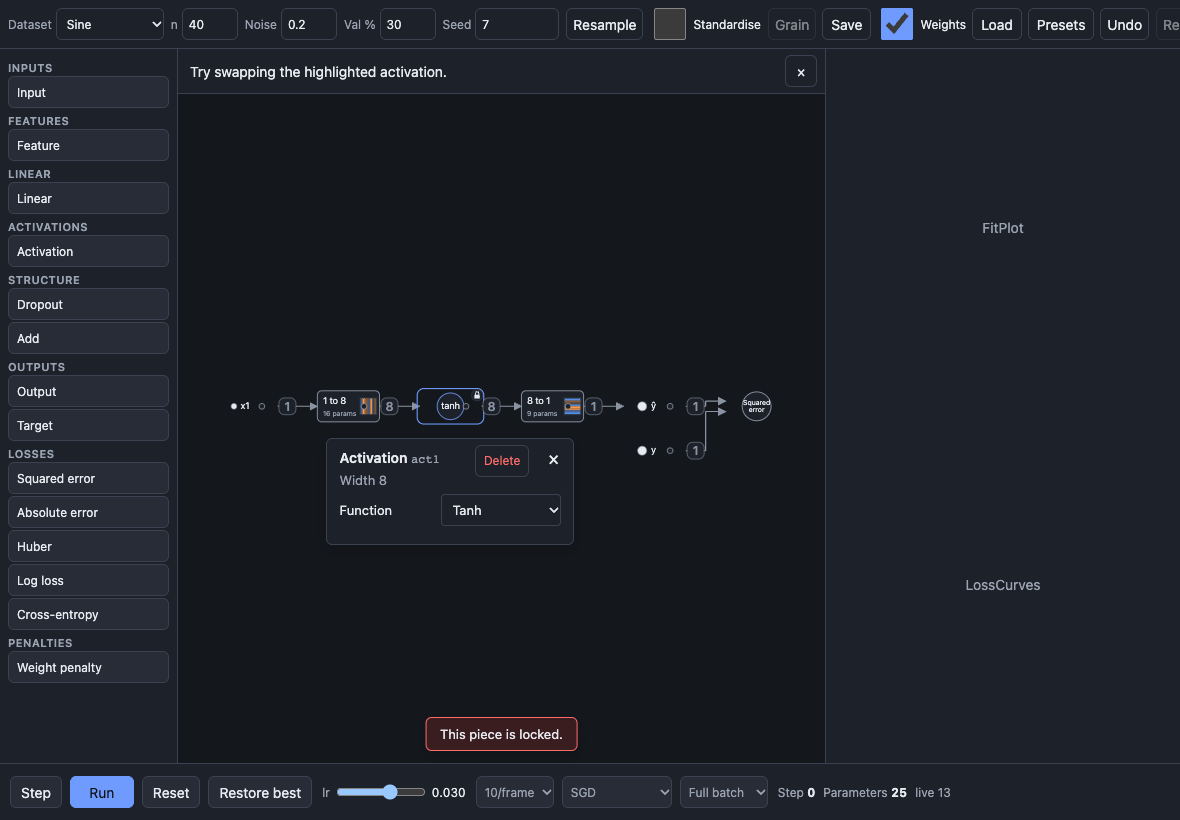 Dataset Sine n 40 Noise 0.2 Val % 30 Seed 7 Resample Standardise Grain Save Weights Load Presets Undo Re
INPUTS
Input
FEATURES
Feature
LINEAR
Linear
ACTIVATIONS
Activation
STRUCTURE
Dropout
Add
OUTPUTS
Output
Target
LOSSES
Squared error
Absolute error
Huber
Log loss
Cross-entropy
PENALTIES
Weight penalty
Try swapping the highlighted activation. ×
x1 1
1 to 8
16 params
8
tanh
8
8 to 1
9 params
1
ŷ 1
Squared
error
y 1
Activation act1 Delete ×
Width 8
Function Tanh
This piece is locked.
FitPlot
LossCurves
Step Run Reset Restore best lr 0.030 10/frame SGD Full batch Step 0 Parameters 25 live 13